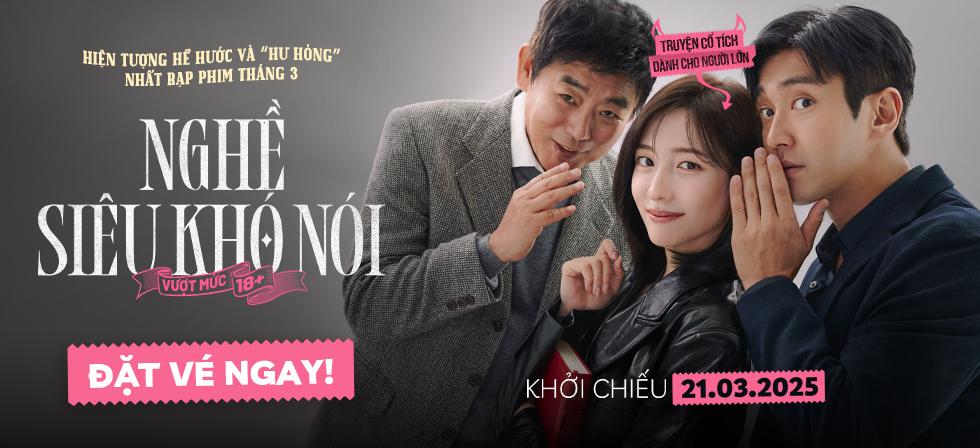 HIỆN TƯỢNG HỀ HƯỚC VÀ “HƯ HỎNG”
NHẤT RẠP PHIM THÁNG 3
NGHỀ
SIÊU KHÓ NÓI
VƯỢT MỨC 18+
ĐẶT VÉ NGAY!
TRUYỆN CỔ TÍCH
DÀNH CHO NGƯỜI LỚN
KHỞI CHIẾU 21.03.2025